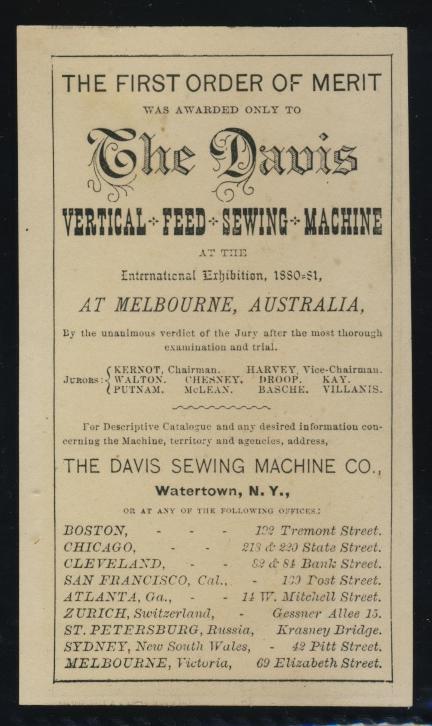 THE FIRST ORDER OF MERIT
WAS AWARDED ONLY TO
The Davis
VERTICAL FEED SEWING MACHINE
AT THE
International Exhibition, 1880-81,
AT MELBOURNE, AUSTRALIA,
By the unanimous verdict of the Jury after the most thorough
examination and trial.
JURORS: { KERNOT, Chairman. HARVEY, Vice-Chairman.
WALTON. CHESNEY. DROOP. KAY.
PUTNAM. McLEAN. BASCHE. VILLANIS.
For Descriptive Catalogue and any desired information con-
cerning the Machine, territory and agencies, address,
THE DAVIS SEWING MACHINE CO.,
Watertown, N. Y.,
OR AT ANY OF THE FOLLOWING OFFICES:
BOSTON, - - - 192 Tremont Street.
CHICAGO, - - 218 & 220 State Street.
CLEVELAND, - - 82 & 84 Bank Street.
SAN FRANCISCO, Cal., - Post Street.
ATLANTA, Ga., - - 14 W. Mitchell Street.
ZURICH, Switzerland, - Gessner Allee 15.
ST. PETERSBURG, Russia, Krasney Bridge.
SYDNEY, New South Wales, - 42 Pitt Street.
MELBOURNE, Victoria, 69 Elizabeth Street.